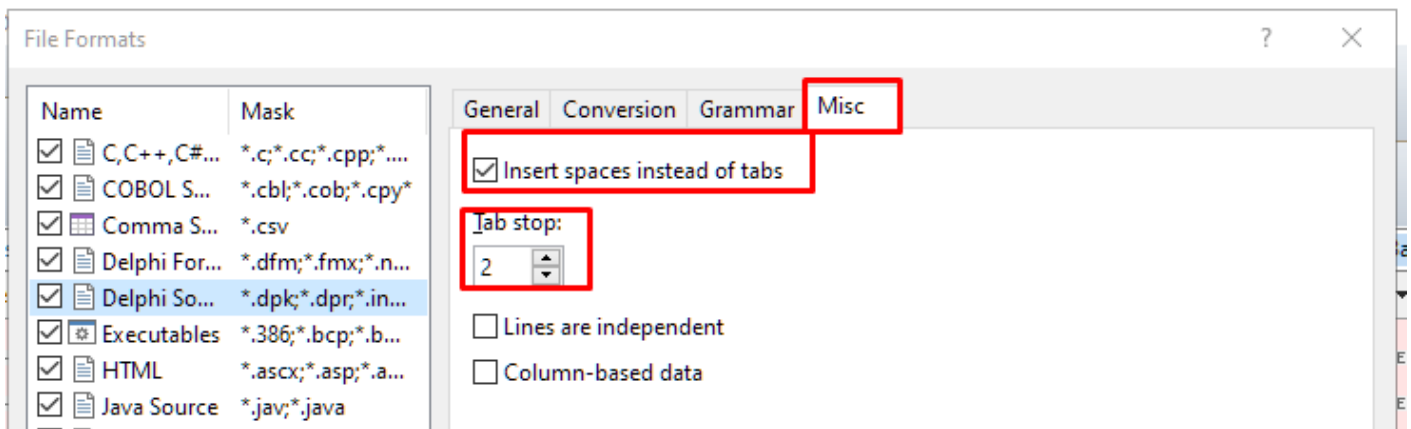 File Formats
?
Name Mask
C,C++,C#... *.c;*.cc;*.cpp;*....
COBOL S... *.cbl;*.cob;*.cpy*
Comma S... *.csv
Delphi For... *.dfm;*.fmx;*.n...
Delphi So... *.dpk;*.dpr;*.in...
Executables *.386;*.bcp;*.b...
HTML *.ascx;*.asp;*.a...
Java Source *.jav;*.java
General Conversion Grammar Misc
Insert spaces instead of tabs
Tab stop:
2
Lines are independent
Column-based data